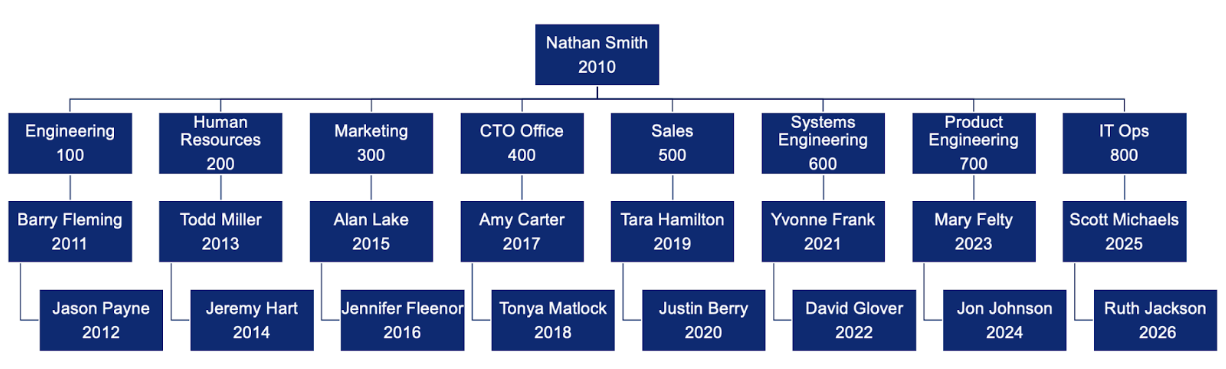 Nathan Smith
2010
Engineering
100
Human
Resources
200
Marketing
300
CTO Office
400
Sales
500
Systems
Engineering
600
Product
Engineering
700
IT Ops
800
Barry Fleming
2011
Todd Miller
2013
Alan Lake
2015
Amy Carter
2017
Tara Hamilton
2019
Yvonne Frank
2021
Mary Felty
2023
Scott Michaels
2025
Jason Payne
2012
Jeremy Hart
2014
Jennifer Fleenor
2016
Tonya Matlock
2018
Justin Berry
2020
David Glover
2022
Jon Johnson
2024
Ruth Jackson
2026